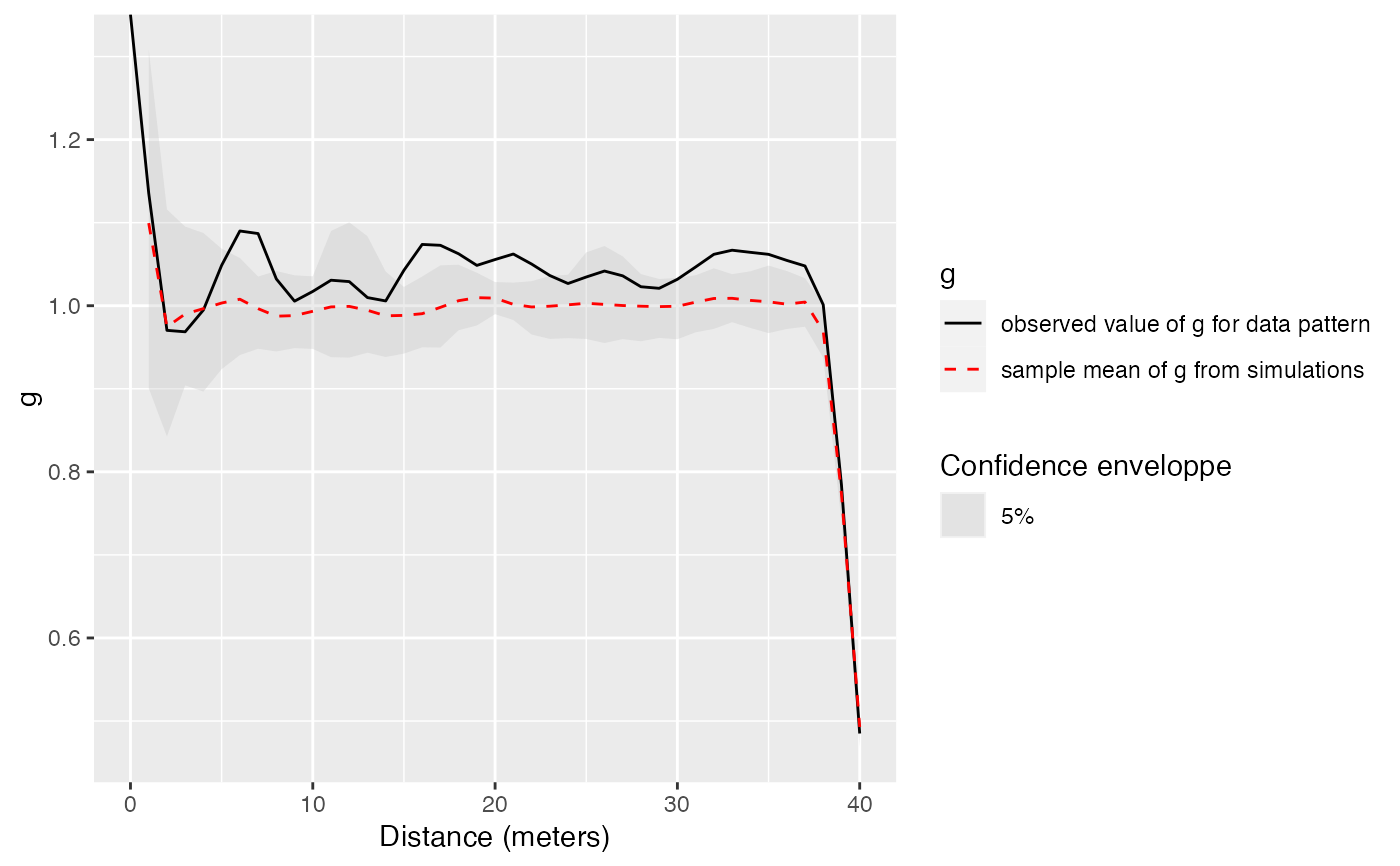 1.2
1.0
0.8
0.6
g
0
10
20
30
40
Distance (meters)
g
observed value of g for data pattern
sample mean of g from simulations
Confidence enveloppe
5%